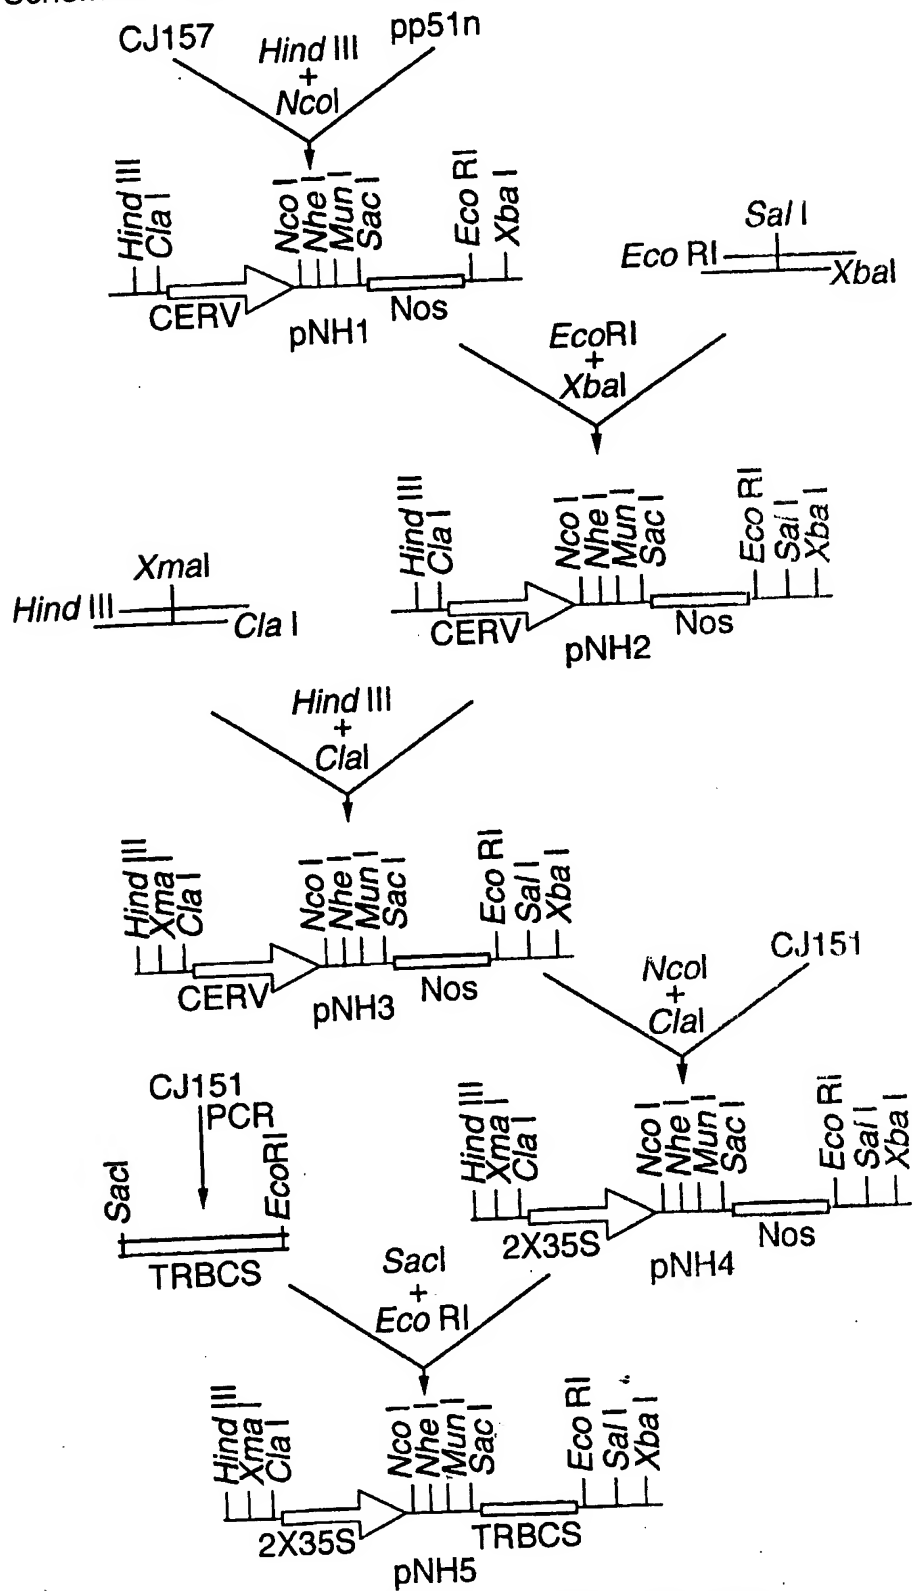 CJ157
Hind III
+
NcoI
pp51n
Hind III
Cla I
Nco I
Nhe I
Mun I
Sac I
Eco RI
Xba I
CERV
pNH1
Nos
Sal I
Eco RI
XbaI
EcoRI
+
XbaI
Hind III
Cla I
Nco I
Nhe I
Mun I
Sac I
Eco RI
Sal I
Xba I
CERV
pNH2
Nos
XmaI
Hind III
Cla I
Hind III
+
ClaI
Hind III
Xma I
Cla I
Nco I
Nhe I
Mun I
Sac I
Eco RI
Sal I
Xba I
CERV
pNH3
Nos
NcoI
+
ClaI
CJ151
CJ151
PCR
SacI
EcoRI
TRBCS
Hind III
Xma I
Cla I
Nco I
Nhe I
Mun I
Sac I
Eco RI
Sal I
Xba I
2X35S
pNH4
Nos
SacI
+
Eco RI
Hind III
Xma I
Cla I
Nco I
Nhe I
Mun I
Sac I
Eco RI
Sal I
Xba I
2X35S
pNH5
TRBCS